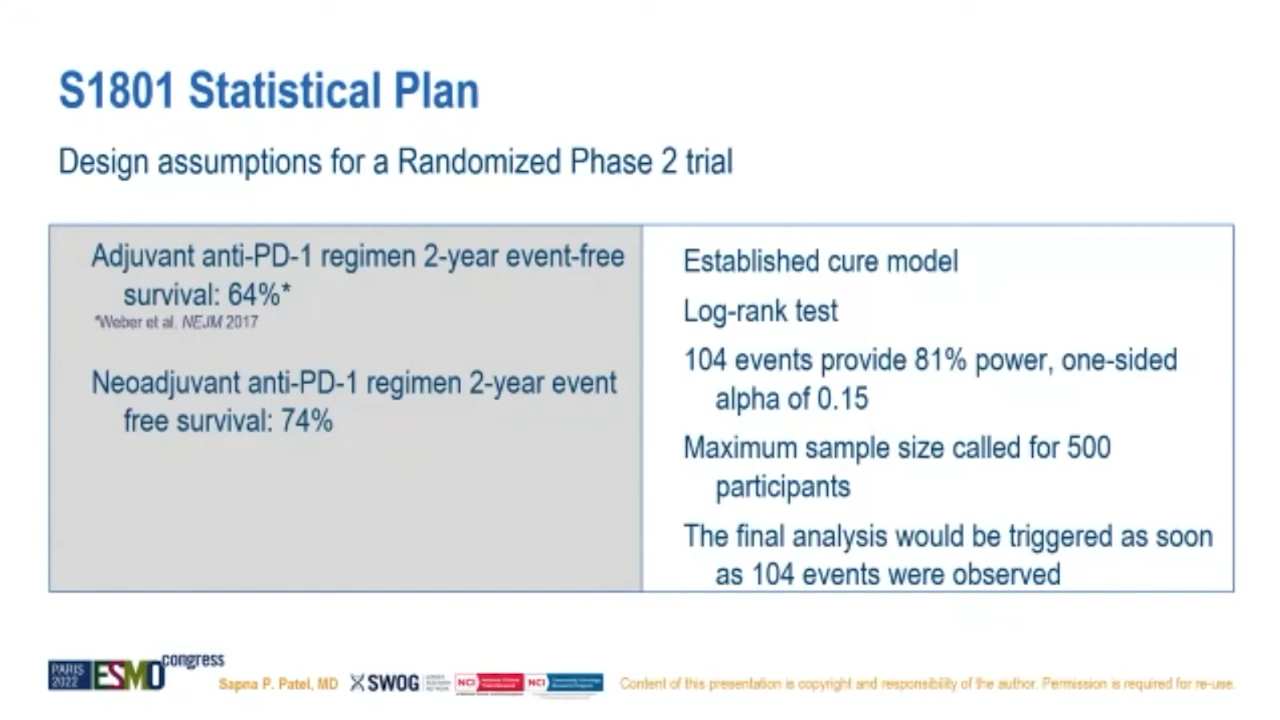 S1801 Statistical Plan
Design assumptions for a Randomized Phase 2 trial
Adjuvant anti-PD-1 regimen 2-year event-free
survival: 64%*
*Weber et al. NEJM 2017
Neoadjuvant anti-PD-1 regimen 2-year event
free survival: 74%
Established cure model
Log-rank test
104 events provide 81% power, one-sided
alpha of 0.15
Maximum sample size called for 500
participants
The final analysis would be triggered as soon
as 104 events were observed
PARIS
2022
ESMO congress
Sapna P. Patel, MD
SWOG
NCI
NCI
Content of this presentation is copyright and responsibility of the author. Permission is required for re-use.